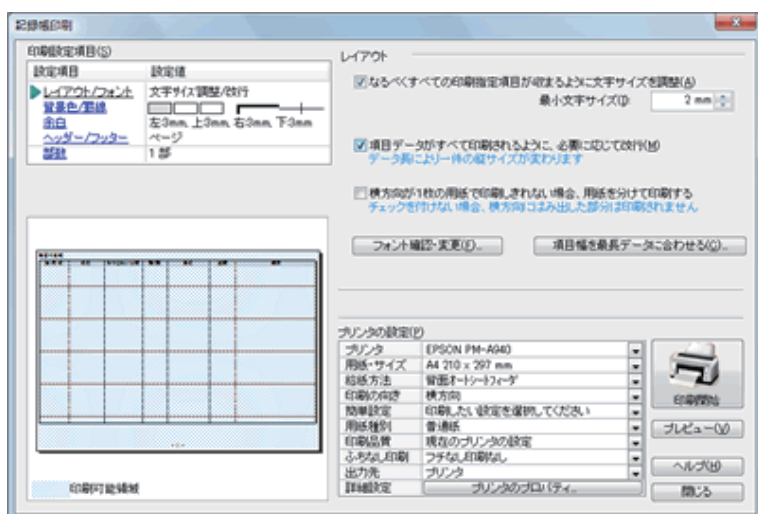 記録帳印刷
印刷設定項目(S)
設定項目 設定値
レイアウト/フォント 文字サイズ調整/改行
背景色/罫線
余白 左3mm, 上3mm, 右3mm, 下3mm
ヘッダー/フッター ページ
部数 1 部
印刷可能領域
レイアウト
なるべくすべての印刷指定項目が収まるように文字サイズを調整(A)
最小文字サイズ(I): 2 mm
項目データがすべて印刷されるように、必要に応じて改行(M)
データ長により一件の縦サイズが変わります
横方向が1枚の用紙で印刷しきれない場合、用紙を分けて印刷する
チェックを付けない場合、横方向にはみ出した部分は印刷されません
フォント確認・変更(F)...
項目幅を最長データに合わせる(C)...
プリンタの設定(P)
プリンタ EPSON PM-A940
用紙・サイズ A4 210 x 297 mm
給紙方法 背面オートシートフィーダ
印刷の向き 横方向
簡単設定 印刷したい設定を選択してください
用紙種別 普通紙
印刷品質 現在のプリンタの設定
ふちなし印刷 フチなし印刷なし
出力先 プリンタ
詳細設定 プリンタのプロパティ...
印刷開始
プレビュー(V)
ヘルプ(H)
閉じる